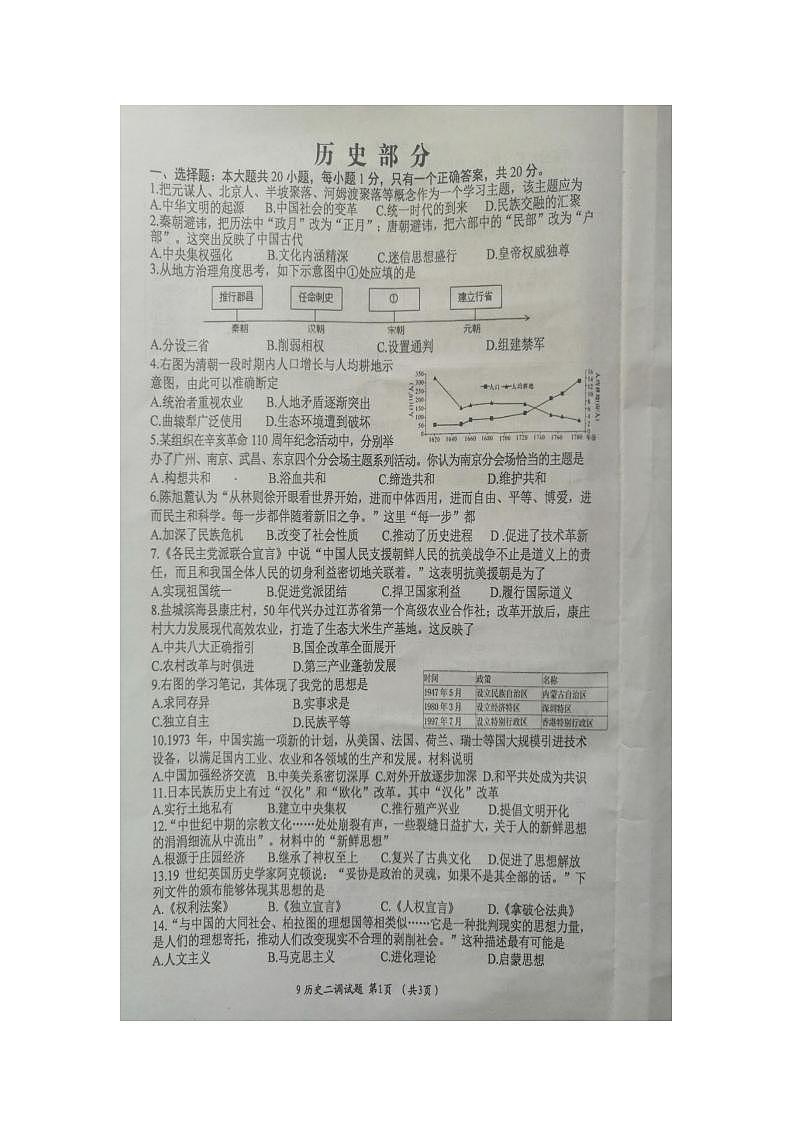 历 史 部 分
一、选择题：本大题共 20 小题，每小题 1 分，只有一个正确答案，共 20 分。
1.把元谋人、北京人、半坡聚落、河姆渡聚落等概念作为一个学习主题，该主题应为
A.中华文明的起源 B.中国社会的变革 C.统一时代的到来 D.民族交融的汇聚
2.秦朝避讳，把历法中“政月”改为“正月”；唐朝避讳，把六部中的“民部”改为“户
部”。这突出反映了中国古代
A.中央集权强化 B.文化内涵精深 C.迷信思想盛行 D.皇帝权威独尊
3.从地方治理角度思考，如下示意图中①处应填的是
推行郡县 任命刺史 ① 建立行省
秦朝 汉朝 宋朝 元朝
A.分设三省 B.削弱相权 C.设置通判 D.组建禁军
4.右图为清朝一段时期内人口增长与人均耕地示
意图，由此可以准确断定
A.统治者重视农业 B.人地矛盾逐渐突出
C.曲辕犁广泛使用 D.生态环境遭到破坏
人口 人均耕地
350
300
250
200
150
100
50
0
16
14
12
10
8
6
4
2
0
1620 1640 1660 1680 1700 1720 1740 1760 1780 年份
5.某组织在辛亥革命 110 周年纪念活动中，分别举
办了广州、南京、武昌、东京四个分会场主题系列活动。你认为南京分会场恰当的主题是
A .构想共和 B.浴血共和 C.缔造共和 D.维护共和
6.陈旭麓认为“从林则徐开眼看世界开始，进而中体西用，进而自由、平等、博爱，进
而民主和科学。每一步都伴随着新旧之争。”这里“每一步”都
A.加深了民族危机 B.改变了社会性质 C.推动了历史进程 D .促进了技术革新
7.《各民主党派联合宣言》中说“中国人民支援朝鲜人民的抗美战争不止是道义上的责
任，而且和我国全体人民的切身利益密切地关联着。”这表明抗美援朝是为了
A.实现祖国统一 B.促进党派团结 C.捍卫国家利益 D.履行国际道义
8.盐城滨海县康庄村，50 年代兴办过江苏省第一个高级农业合作社；改革开放后，康庄
村大力发展现代高效农业，打造了生态大米生产基地。这反映了
A.中共八大正确指引 B.国企改革全面展开
C.农村改革与时俱进 D.第三产业蓬勃发展
9.右图的学习笔记，其体现了我党的思想是
A.求同存异 B.实事求是
C.独立自主 D.民族平等
时间 政策 名称
1947 年 5 月 设立民族自治区 内蒙古自治区
1980 年 3 月 设立经济特区 深圳特区
1997 年 7 月 设立特别行政区 香港特别行政区
10.1973 年，中国实施一项新的计划，从美国、法国、荷兰、瑞士等国大规模引进技术
设备，以满足国内工业、农业和各领域的生产和发展。材料说明
A.中国加强经济交流 B.中美关系密切深厚 C.对外开放逐步加深 D.和平共处成为共识
11.日本民族历史上有过“汉化”和“欧化”改革。其中“汉化”改革
A.实行土地私有 B.建立中央集权 C.推行殖产兴业 D.提倡文明开化
12.“中世纪中期的宗教文化……处处崩裂有声，一些裂缝日益扩大，关于人的新鲜思想
的涓涓细流从中流出”。材料中的“新鲜思想”
A.根源于庄园经济 B.继承了神权至上 C.复兴了古典文化 D.促进了思想解放
13.19 世纪英国历史学家阿克顿说：“妥协是政治的灵魂，如果不是其全部的话。”下
列文件的颁布能够体现其思想的是
A.《权利法案》 B.《独立宣言》 C.《人权宣言》 D.《拿破仑法典》
14.“与中国的大同社会、柏拉图的理想国等相类似……它是一种批判现实的思想力量，
是人们的理想寄托，推动人们改变现实不合理的剥削社会。”这种描述最有可能是
A.人文主义 B.马克思主义 C.进化理论 D.启蒙思想
9 历史二调试题 第1页 （共3页）